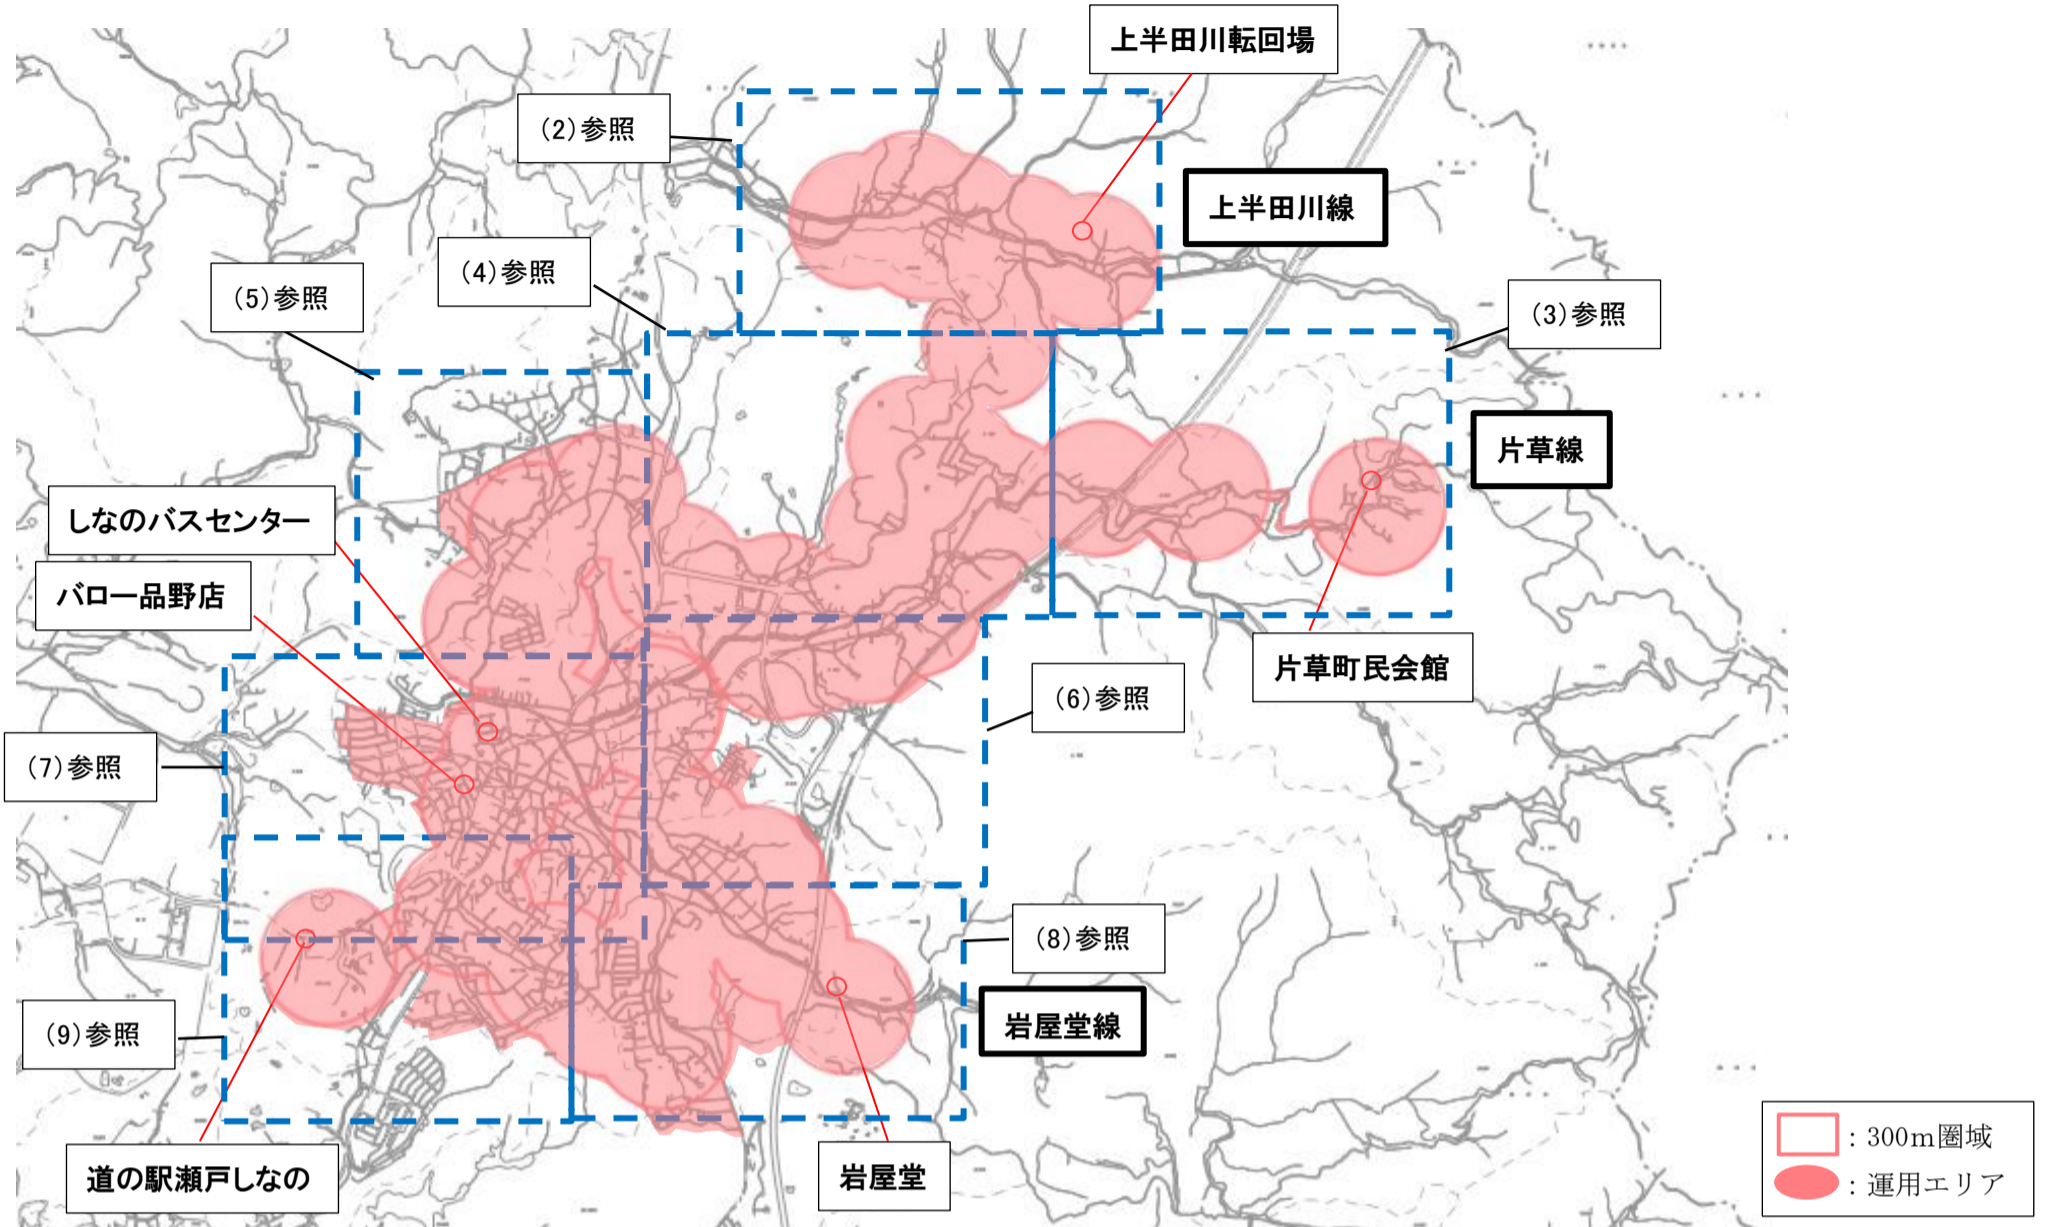 上半田川転回場
(2)参照
上半田川線
(4)参照
(5)参照
(3)参照
片草線
しなのバスセンター
バロー品野店
片草町民会館
(6)参照
(7)参照
(8)参照
岩屋堂線
(9)参照
道の駅瀬戸しなの
岩屋堂
:300m圏域
:運用エリア